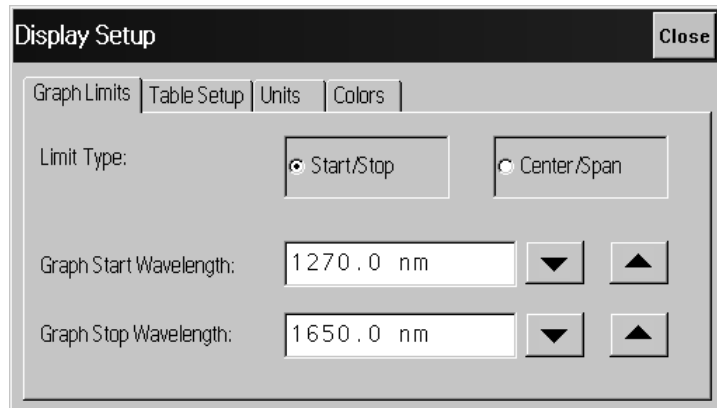 Display Setup Close
Graph Limits Table Setup Units Colors
Limit Type: Start/Stop Center/Span
Graph Start Wavelength: 1270.0 nm
Graph Stop Wavelength: 1650.0 nm